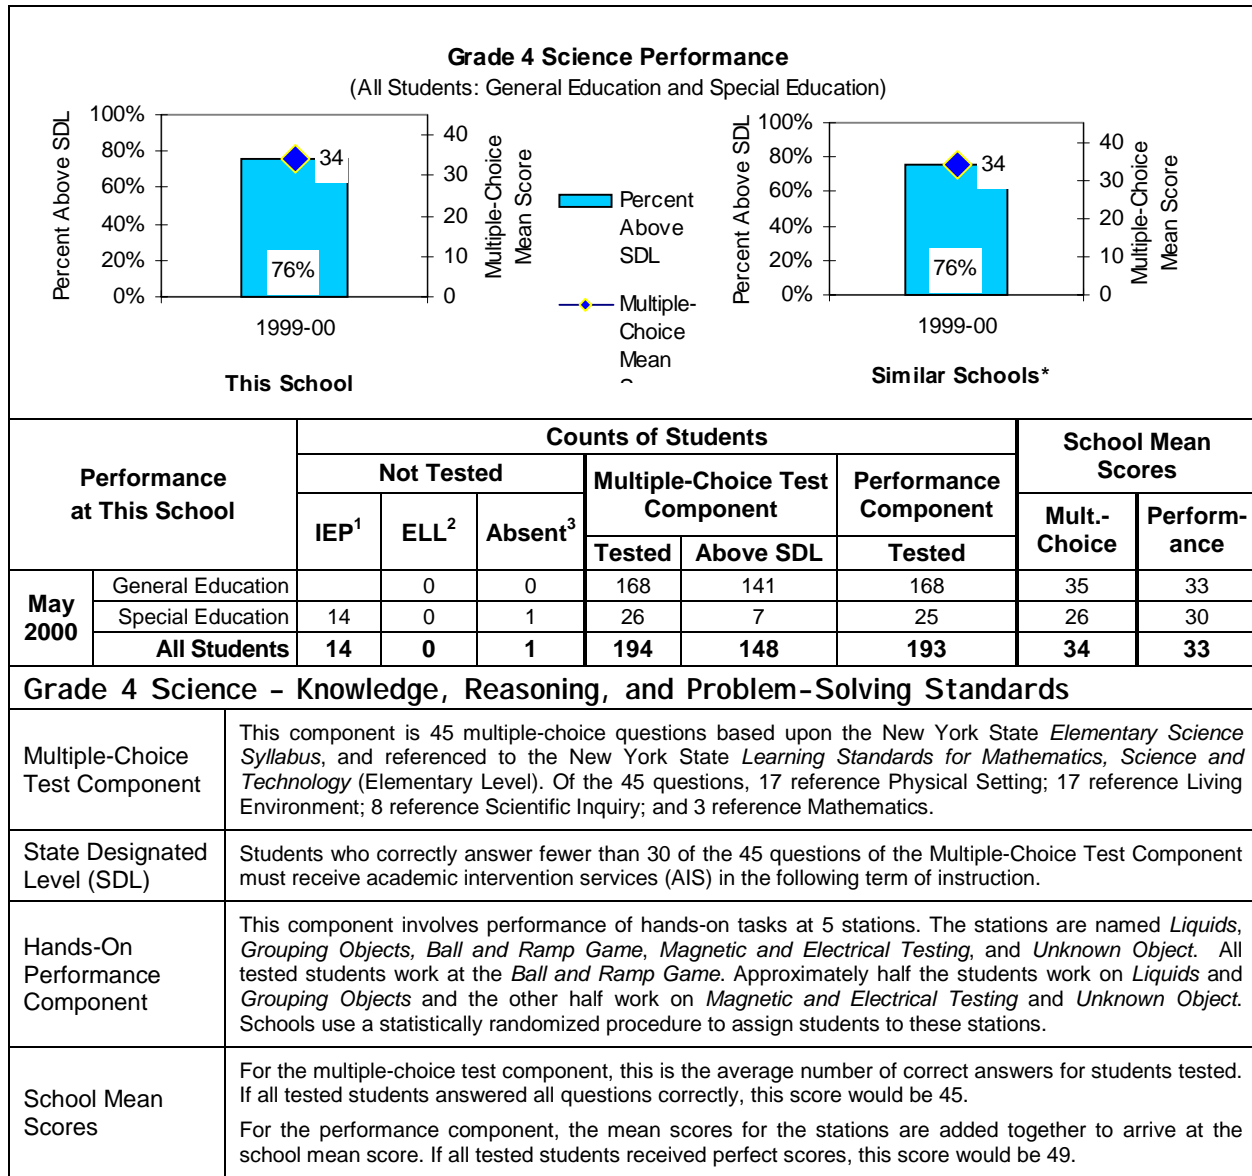 Grade 4 Science Performance
(All Students: General Education and Special Education)
Percent Above SDL
100%
80%
60%
40%
20%
0%
34
76%
40
30
20
10
0
Multiple-Choice
Mean Score
1999-00
This School
Percent
Above
SDL
Multiple-
Choice
Mean
Percent Above SDL
100%
80%
60%
40%
20%
0%
34
76%
40
30
20
10
0
Multiple-Choice
Mean Score
1999-00
Similar Schools*
Performance
at This School
Counts of Students
School Mean
Scores
Not Tested
Multiple-Choice Test
Component
Performance
Component
IEP1 ELL2 Absent3
Tested Above SDL Tested
Mult.-
Choice
Perform-
ance
May
2000
General Education 0 0 168 141 168 35 33
Special Education 14 0 1 26 7 25 26 30
All Students 14 0 1 194 148 193 34 33
Grade 4 Science – Knowledge, Reasoning, and Problem-Solving Standards
Multiple-Choice
Test Component
This component is 45 multiple-choice questions based upon the New York State Elementary Science
Syllabus, and referenced to the New York State Learning Standards for Mathematics, Science and
Technology (Elementary Level). Of the 45 questions, 17 reference Physical Setting; 17 reference Living
Environment; 8 reference Scientific Inquiry; and 3 reference Mathematics.
State Designated
Level (SDL)
Students who correctly answer fewer than 30 of the 45 questions of the Multiple-Choice Test Component
must receive academic intervention services (AIS) in the following term of instruction.
Hands-On
Performance
Component
This component involves performance of hands-on tasks at 5 stations. The stations are named Liquids,
Grouping Objects, Ball and Ramp Game, Magnetic and Electrical Testing, and Unknown Object. All
tested students work at the Ball and Ramp Game. Approximately half the students work on Liquids and
Grouping Objects and the other half work on Magnetic and Electrical Testing and Unknown Object.
Schools use a statistically randomized procedure to assign students to these stations.
School Mean
Scores
For the multiple-choice test component, this is the average number of correct answers for students tested.
If all tested students answered all questions correctly, this score would be 45.
For the performance component, the mean scores for the stations are added together to arrive at the
school mean score. If all tested students received perfect scores, this score would be 49.